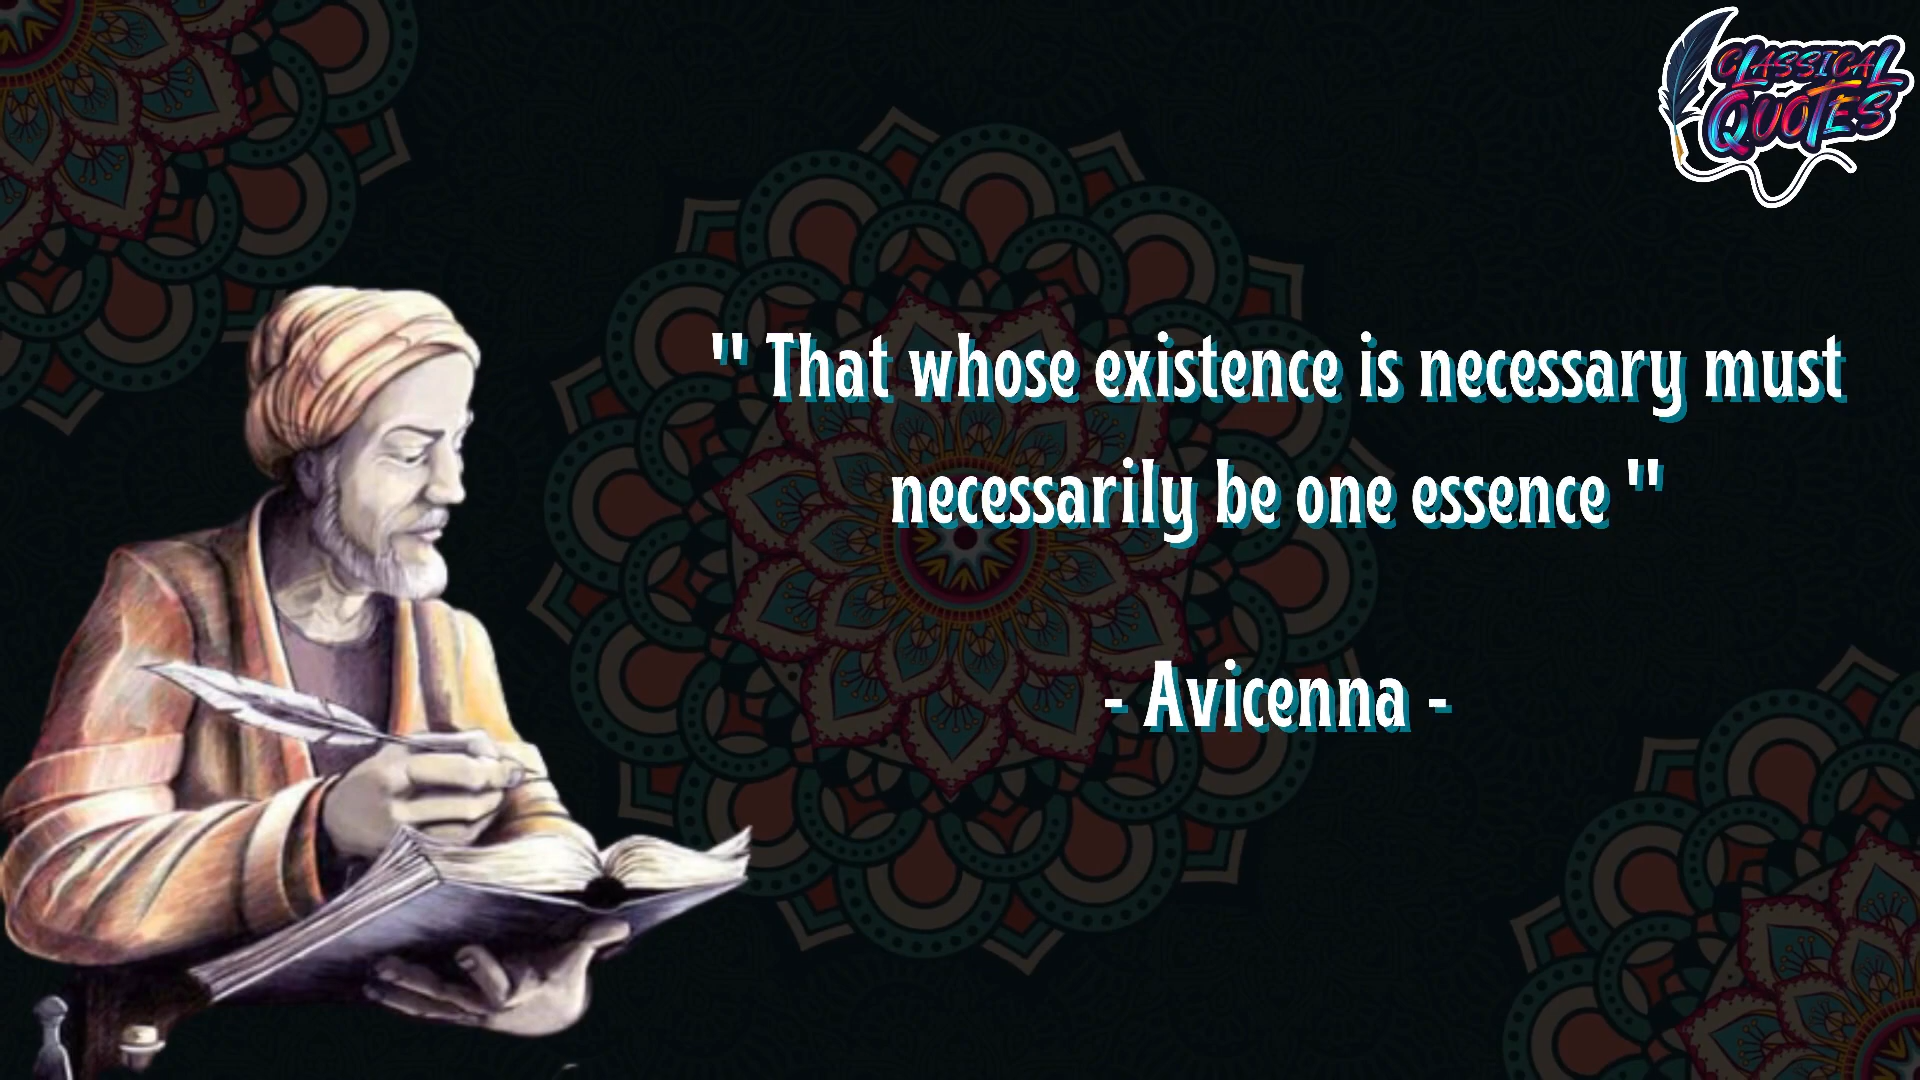 CLASSICAL
QUOTES
" That whose existence is necessary must
necessarily be one essence "
- Avicenna -